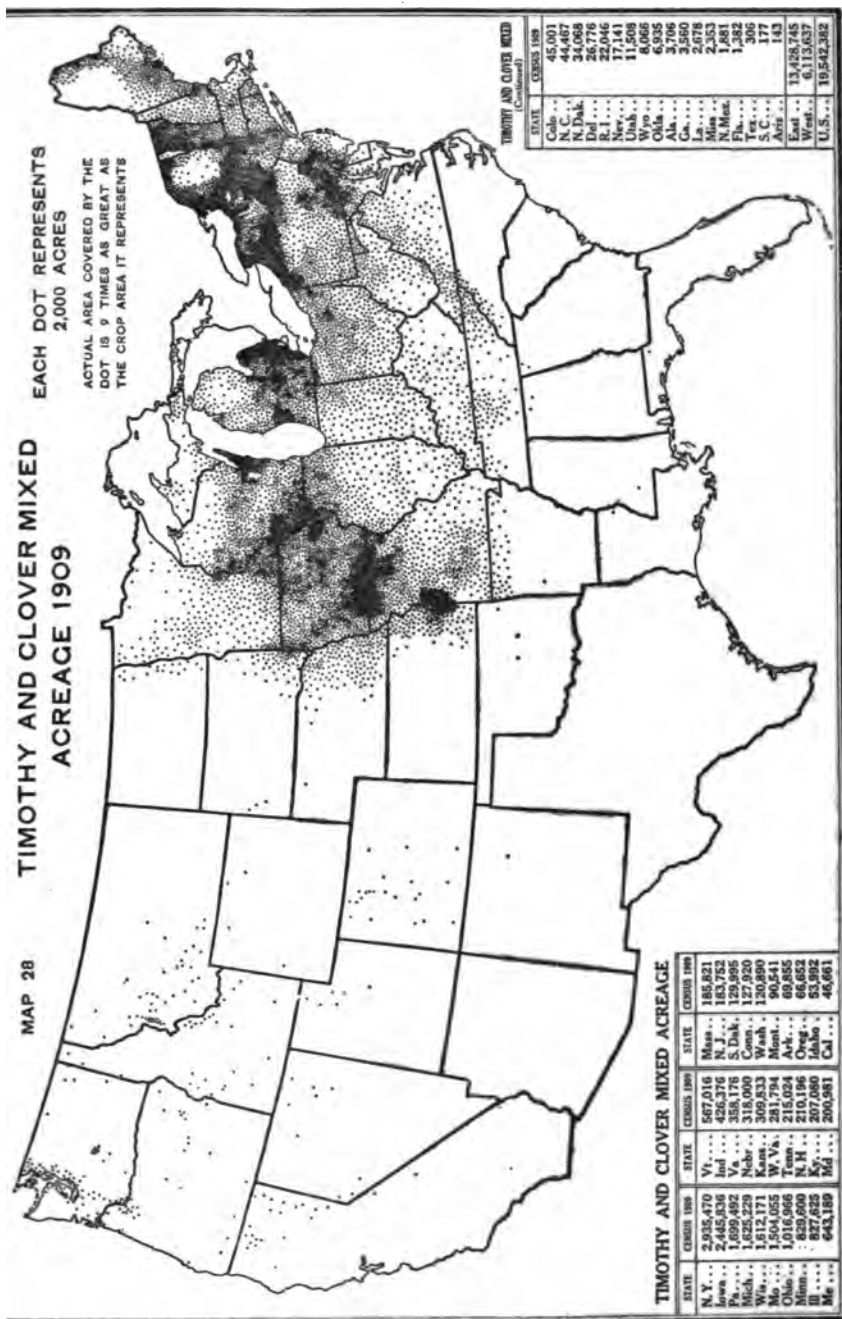 MAP 28
TIMOTHY AND CLOVER MIXED
ACREAGE 1909
EACH DOT REPRESENTS
2,000 ACRES
ACTUAL AREA COVERED BY THE
DOT IS 9 TIMES AS GREAT AS
THE CROP AREA IT REPRESENTS
TIMOTHY AND CLOVER MIXED ACREAGE
STATE CENSUS 1909 STATE CENSUS 1909 STATE CENSUS 1909
N.Y... 2,935,470 Vt... 567,016 Mass... 185,821
Iowa... 2,445,836 Ind... 426,376 N.J... 183,752
Pa... 1,699,492 Va... 358,176 S.Dak. 129,995
Mich... 1,625,229 Nebr... 318,000 Conn... 127,920
Wis... 1,612,171 Kans... 309,833 Wash... 120,890
Mo... 1,504,055 W.Va... 281,794 Mont... 90,541
Ohio... 1,016,966 Tenn... 215,024 Ark... 69,855
Minn... 829,600 N.H... 210,196 Oreg... 66,652
Ill.... 827,625 Ky... 207,080 Idaho.. 53,892
Me... 643,189 Md... 200,981 Cal... 46,661
TIMOTHY AND CLOVER MIXED
(Continued)
STATE CENSUS 1909
Colo... 45,001
N.C... 44,467
N.Dak. 34,068
Del... 26,776
R.I... 22,046
Nev... 17,141
Utah... 11,508
Wyo... 8,066
Okla... 6,935
Ala... 3,706
Ga... 3,560
La... 2,678
Miss... 2,353
N.Mex. 1,881
Fla... 1,382
Tex... 306
S.C... 177
Ariz... 143
East... 13,428,745
West... 6,113,637
U.S... 19,542,382